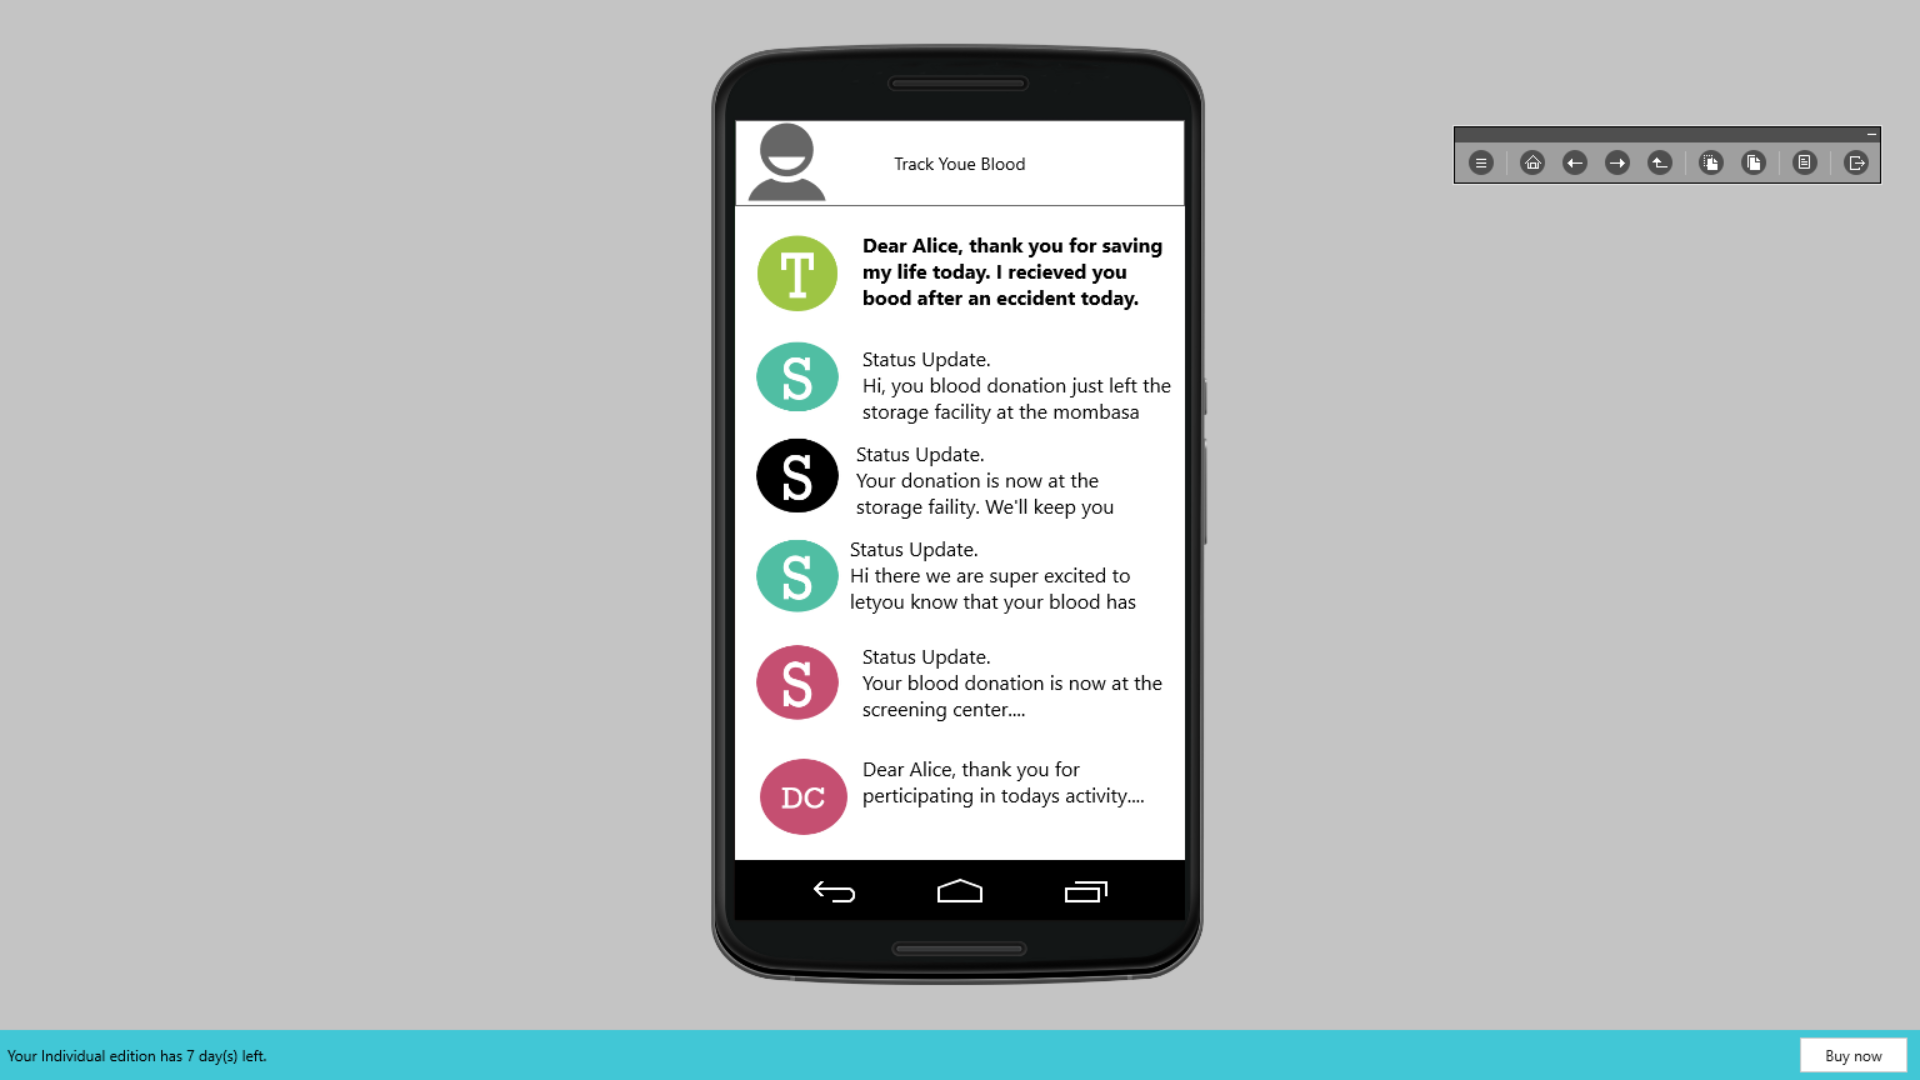 Track Youe Blood
T
Dear Alice, thank you for saving
my life today. I recieved you
bood after an eccident today.
S
Status Update.
Hi, you blood donation just left the
storage facility at the mombasa
S
Status Update.
Your donation is now at the
storage faility. We'll keep you
S
Status Update.
Hi there we are super excited to
letyou know that your blood has
S
Status Update.
Your blood donation is now at the
screening center....
DC
Dear Alice, thank you for
perticipating in todays activity....
Your Individual edition has 7 day(s) left.
Buy now